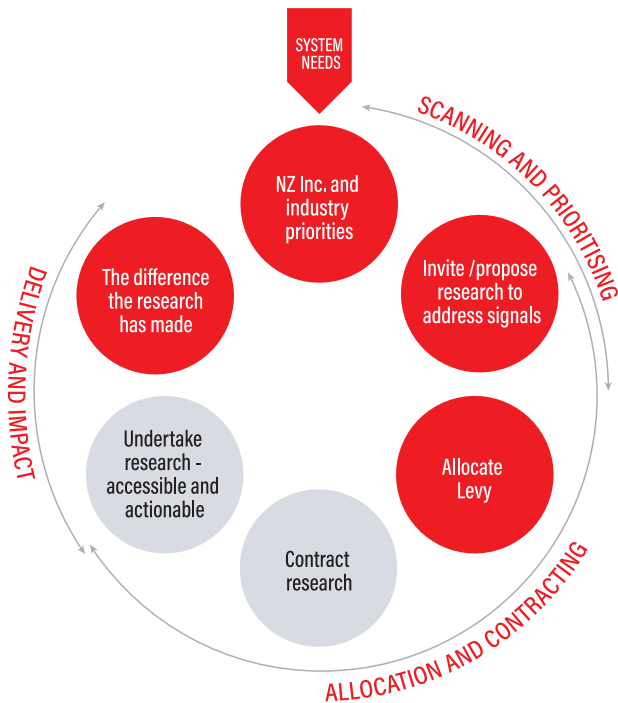 SYSTEM
NEEDS
SCANNING AND PRIORITISING
NZ Inc. and
industry
priorities
Invite /propose
research to
address signals
The difference
the research
has made
DELIVERY AND IMPACT
Undertake
research -
accessible and
actionable
Allocate
Levy
Contract
research
ALLOCATION AND CONTRACTING